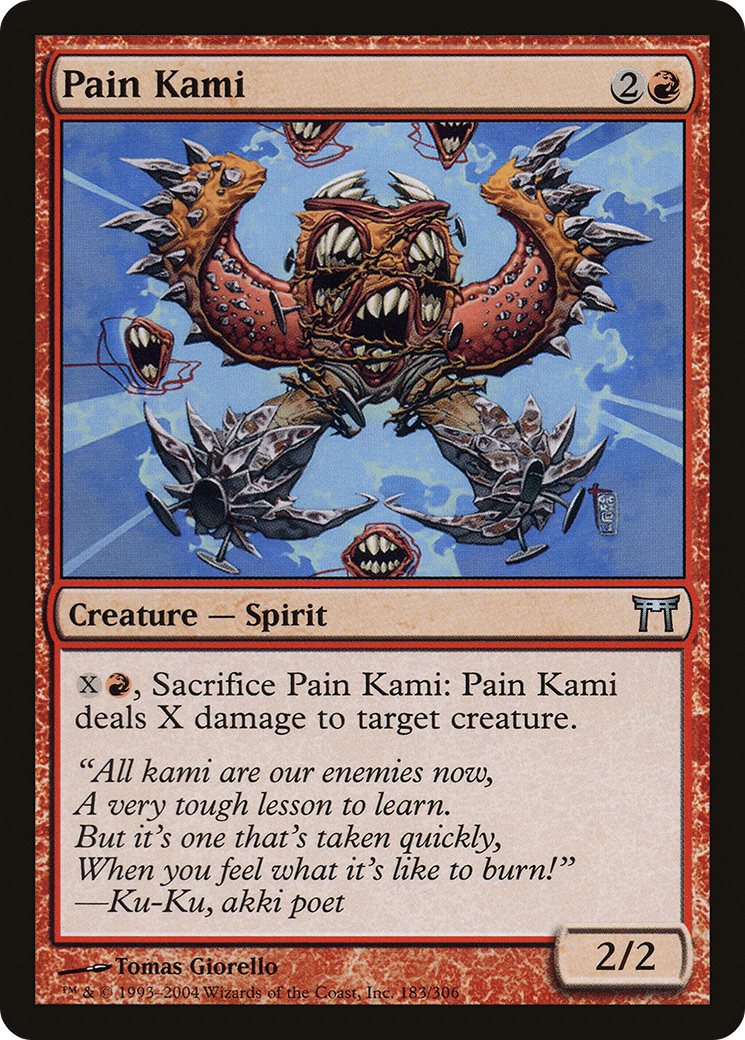 Pain Kami
2
Creature — Spirit
X, Sacrifice Pain Kami: Pain Kami
deals X damage to target creature.
“All kami are our enemies now,
A very tough lesson to learn.
But it’s one that’s taken quickly,
When you feel what it’s like to burn!”
—Ku-Ku, akki poet
2/2
Tomas Giorello
™ & © 1993–2004 Wizards of the Coast, Inc. 183/306